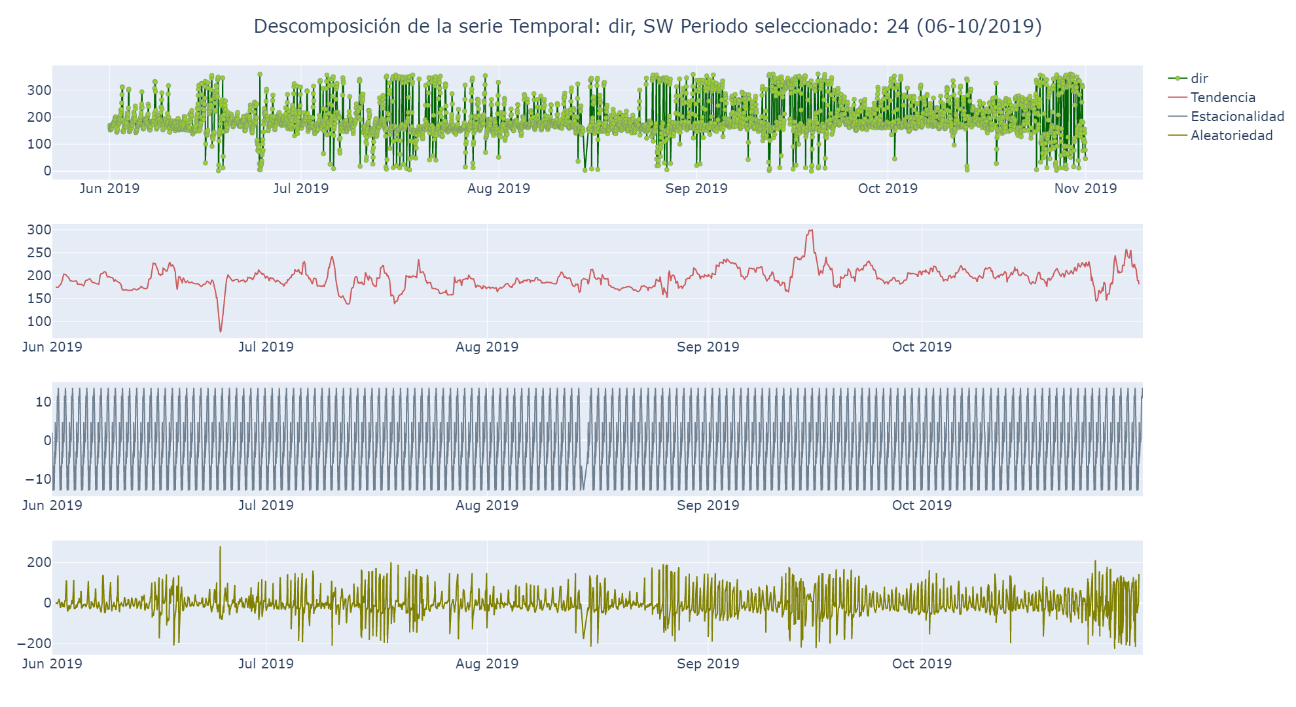 Descomposición de la serie Temporal: dir, SW Periodo seleccionado: 24 (06-10/2019)
dir
Tendencia
Estacionalidad
Aleatoriedad
300
200
100
0
Jun 2019 Jul 2019 Aug 2019 Sep 2019 Oct 2019 Nov 2019
300
250
200
150
100
Jun 2019 Jul 2019 Aug 2019 Sep 2019 Oct 2019
10
0
−10
Jun 2019 Jul 2019 Aug 2019 Sep 2019 Oct 2019
200
0
−200
Jun 2019 Jul 2019 Aug 2019 Sep 2019 Oct 2019